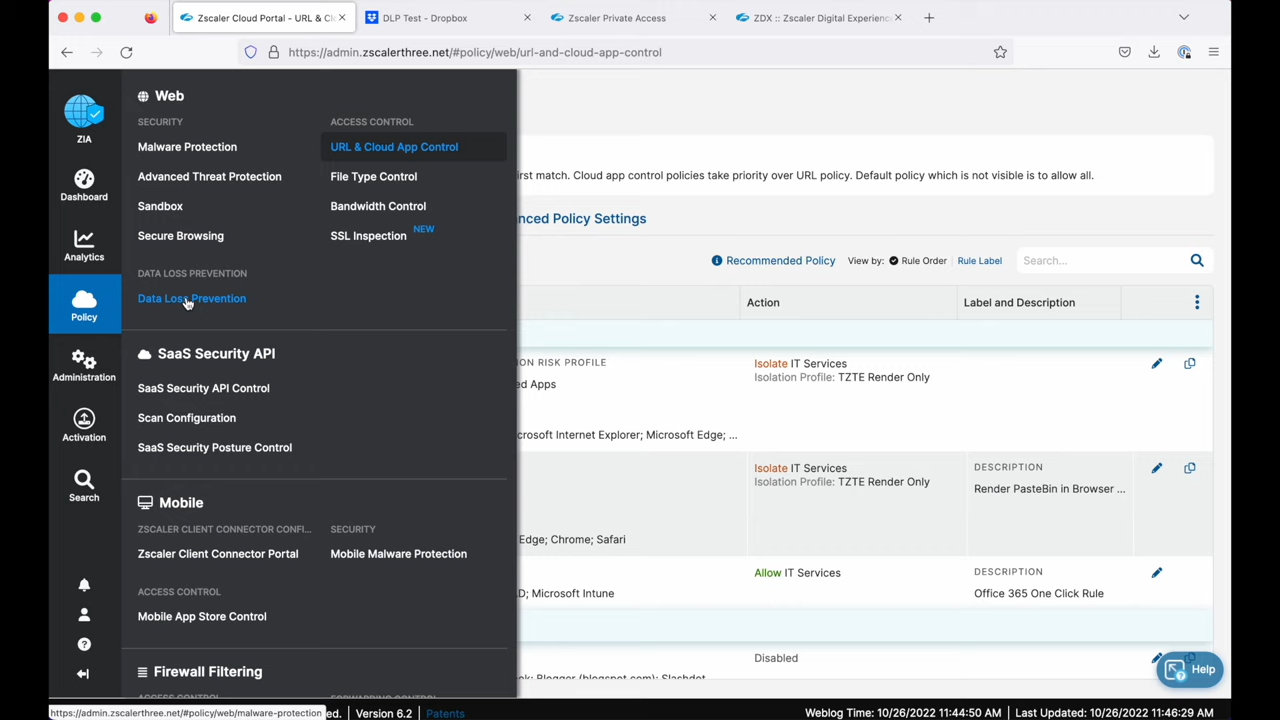 Zscaler Cloud Portal - URL & Cl
DLP Test - Dropbox
Zscaler Private Access
ZDX :: Zscaler Digital Experienc
https://admin.zscalerthree.net/#policy/web/url-and-cloud-app-control
ZIA
Dashboard
Analytics
Policy
Administration
Activation
Search
Web
SECURITY
Malware Protection
Advanced Threat Protection
Sandbox
Secure Browsing
DATA LOSS PREVENTION
Data Loss Prevention
ACCESS CONTROL
URL & Cloud App Control
File Type Control
Bandwidth Control
SSL Inspection NEW
SaaS Security API
SaaS Security API Control
Scan Configuration
SaaS Security Posture Control
Mobile
ZSCALER CLIENT CONNECTOR CONFI...
Zscaler Client Connector Portal
SECURITY
Mobile Malware Protection
ACCESS CONTROL
Mobile App Store Control
Firewall Filtering
ACCESS CONTROL
FORWARDING CONTROL
irst match. Cloud app control policies take priority over URL policy. Default policy which is not visible is to allow all.
nced Policy Settings
Recommended Policy View by: Rule Order Rule Label Search...
Action Label and Description
ON RISK PROFILE
ed Apps
crosoft Internet Explorer; Microsoft Edge; ...
Isolate IT Services
Isolation Profile: TZTE Render Only
Edge; Chrome; Safari
Isolate IT Services
Isolation Profile: TZTE Render Only
DESCRIPTION
Render PasteBin in Browser ...
D; Microsoft Intune
Allow IT Services
DESCRIPTION
Office 365 One Click Rule
Disabled
k; Blogger (blogspot.com); Slashdot
Help
https://admin.zscalerthree.net/#policy/web/malware-protection
ed. Version 6.2 Patents
Weblog Time: 10/26/2022 11:44:50 AM Last Updated: 10/26/2022 11:46:29 AM